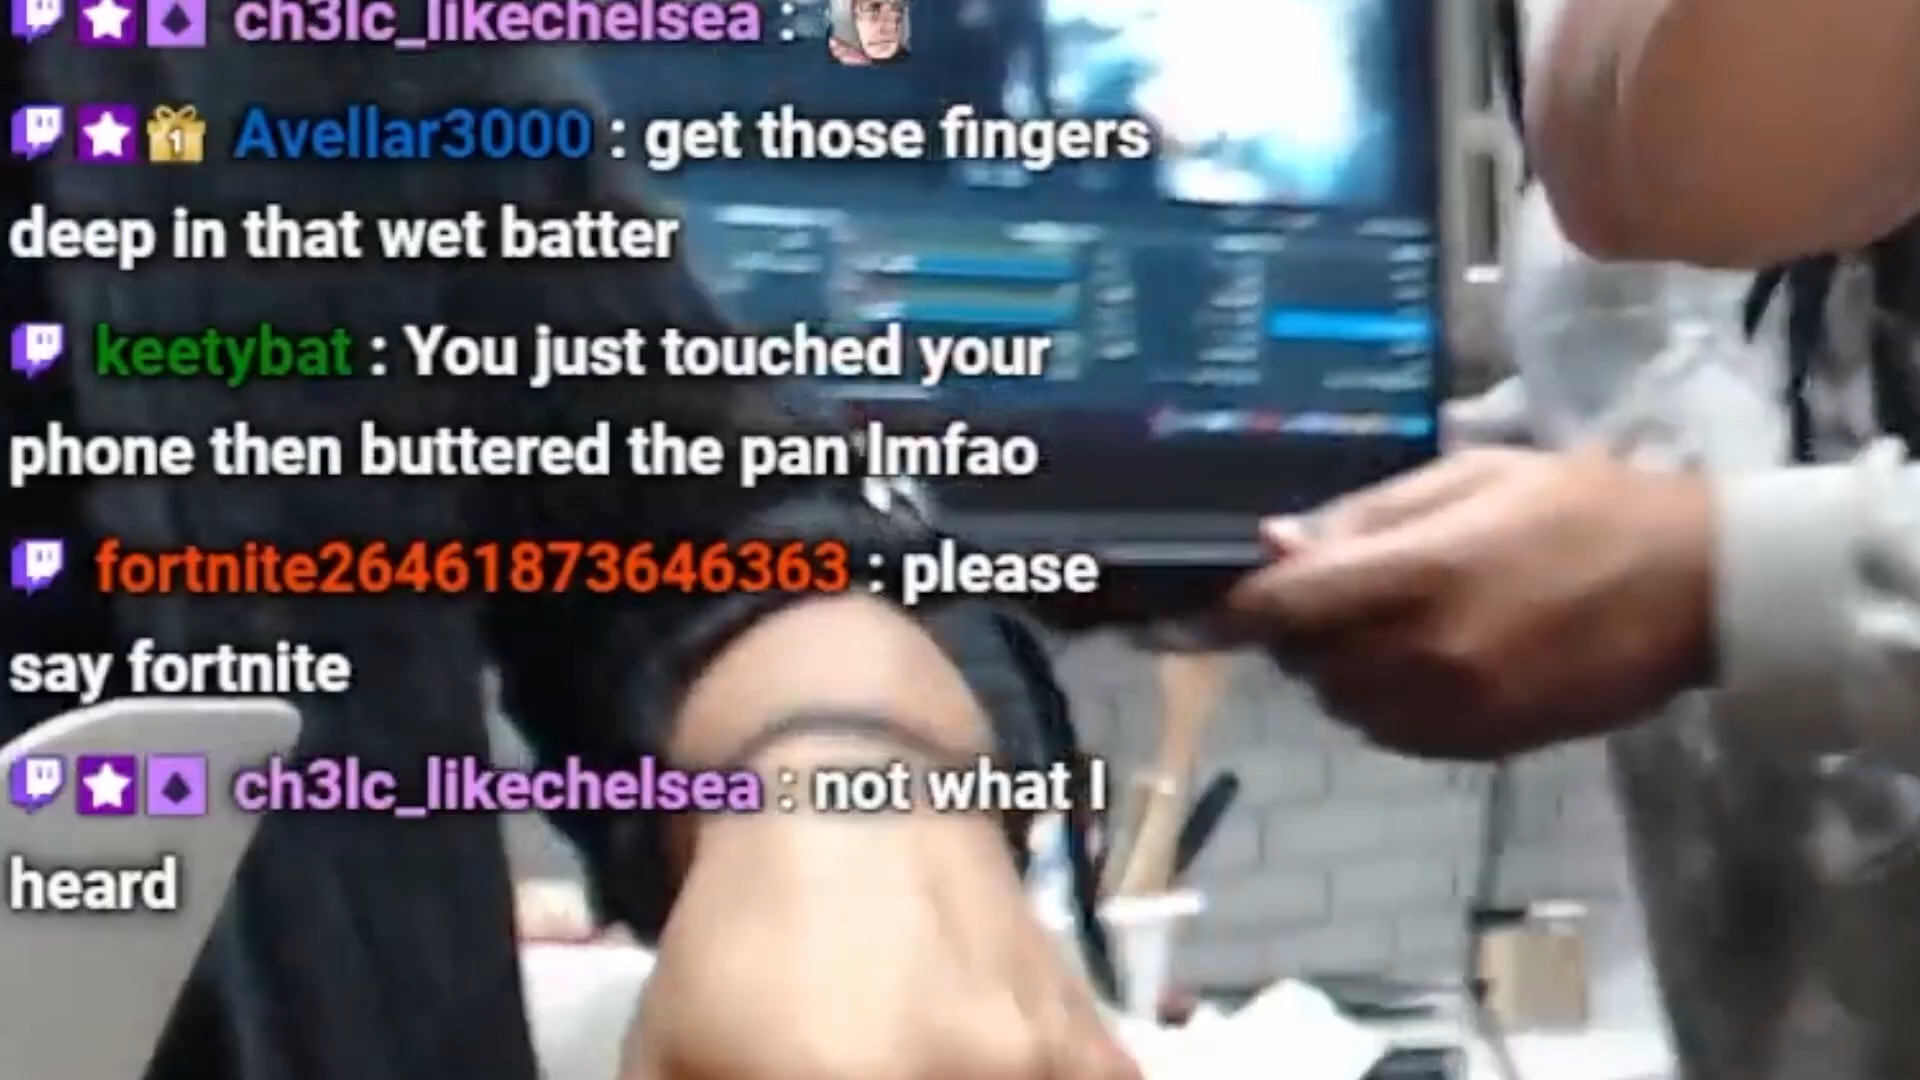 ch3lc_likechelsea :
Avellar3000 : get those fingers
deep in that wet batter
keetybat : You just touched your
phone then buttered the pan lmfao
fortnite26461873646363 : please
say fortnite
ch3lc_likechelsea : not what I
heard